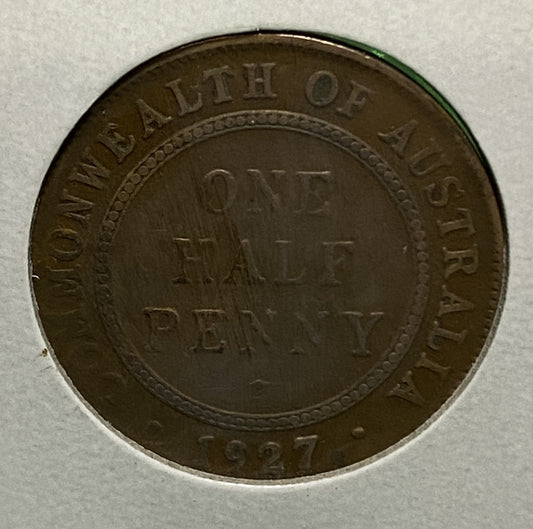 COMMONWEALTH OF AUSTRALIA
ONE
HALF
PENNY
1927